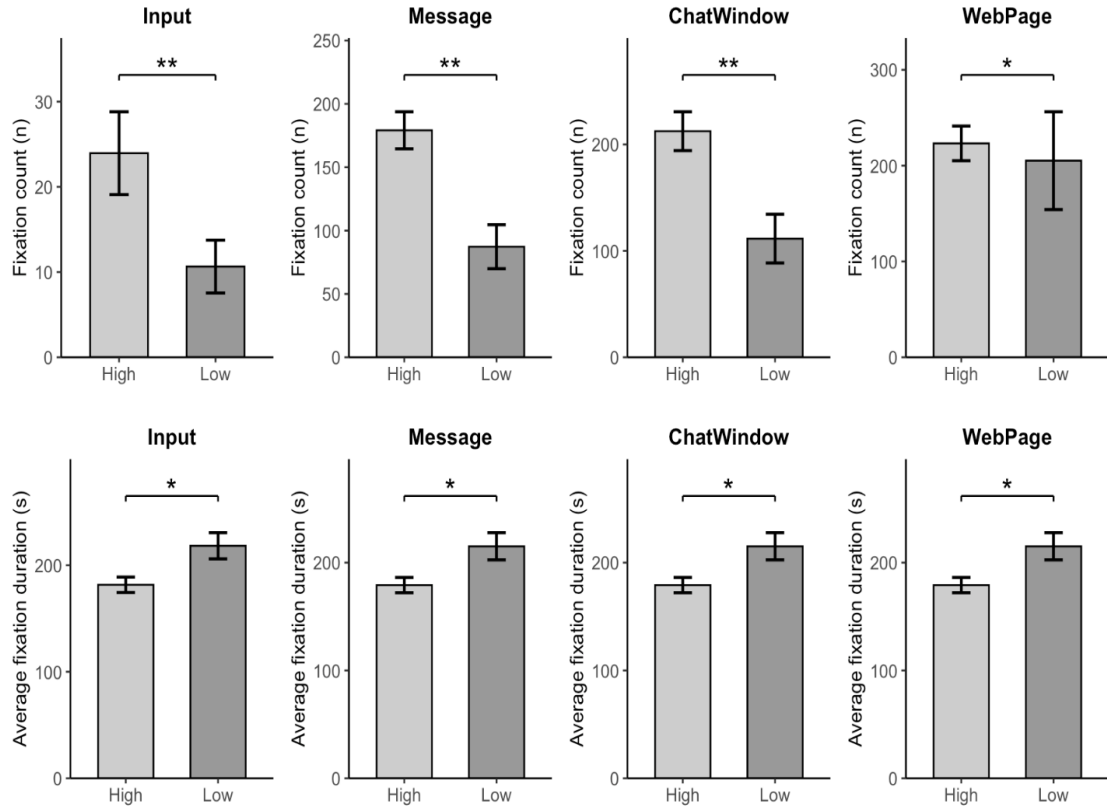 Input
Message
ChatWindow
WebPage
**
**
**
*
Fixation count (n)
0
10
20
30
High
Low
Fixation count (n)
0
50
100
150
200
250
High
Low
Fixation count (n)
0
100
200
High
Low
Fixation count (n)
0
100
200
300
High
Low
Input
Message
ChatWindow
WebPage
*
*
*
*
Average fixation duration (s)
0
100
200
High
Low
Average fixation duration (s)
0
100
200
High
Low
Average fixation duration (s)
0
100
200
High
Low
Average fixation duration (s)
0
100
200
High
Low